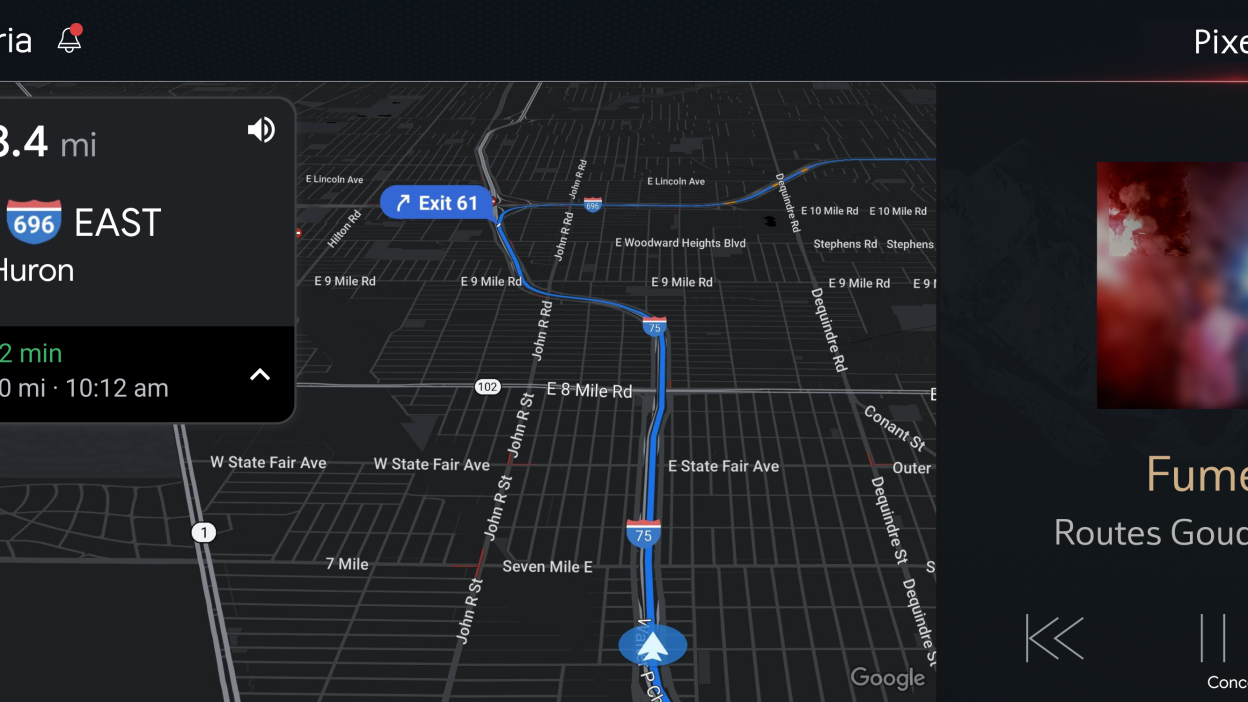 ria
Pixe
3.4 mi
696 EAST
Huron
2 min
0 mi · 10:12 am
Exit 61
E Lincoln Ave
John R Rd
E Lincoln Ave
696
Dequindre Rd
E 10 Mile Rd
E 10 Mile Rd
Hilton Rd
John R Rd
E Woodward Heights Blvd
Stephens Rd
Stephens
E 9 Mile Rd
E 9 Mile Rd
E 9 Mile Rd
E 9 Mile Rd
E 9
John R Rd
75
Dequindre Rd
102
E 8 Mile Rd
E
John R St
Conant St
W State Fair Ave
W State Fair Ave
E State Fair Ave
Outer
John R St
Dequindre St
1
75
7 Mile
Seven Mile E
S
John R St
Dequindre St
Google
Fume
Routes Goud
Conc